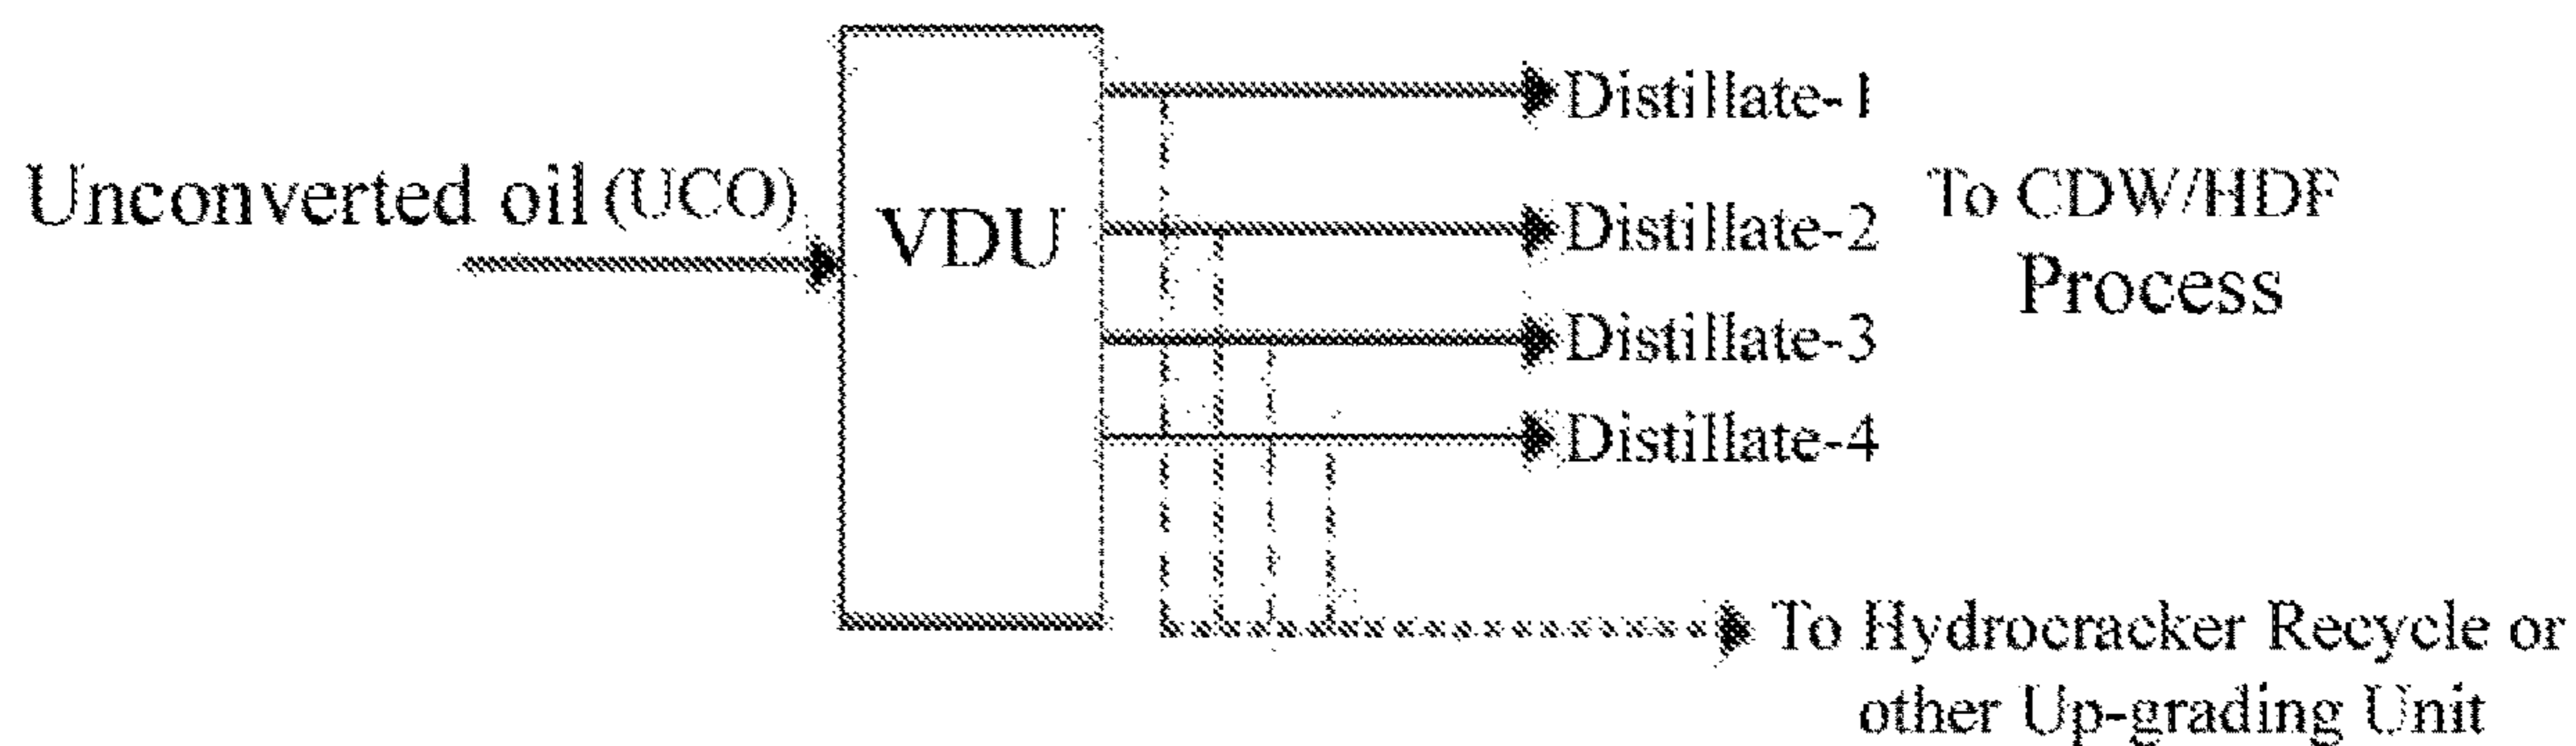 Distillate-1
Unconverted oil (UCO)
VDU
Distillate-2
To CDW/HDF
Process
Distillate-3
Distillate-4
To Hydrocracker Recycle or
other Up-grading Unit